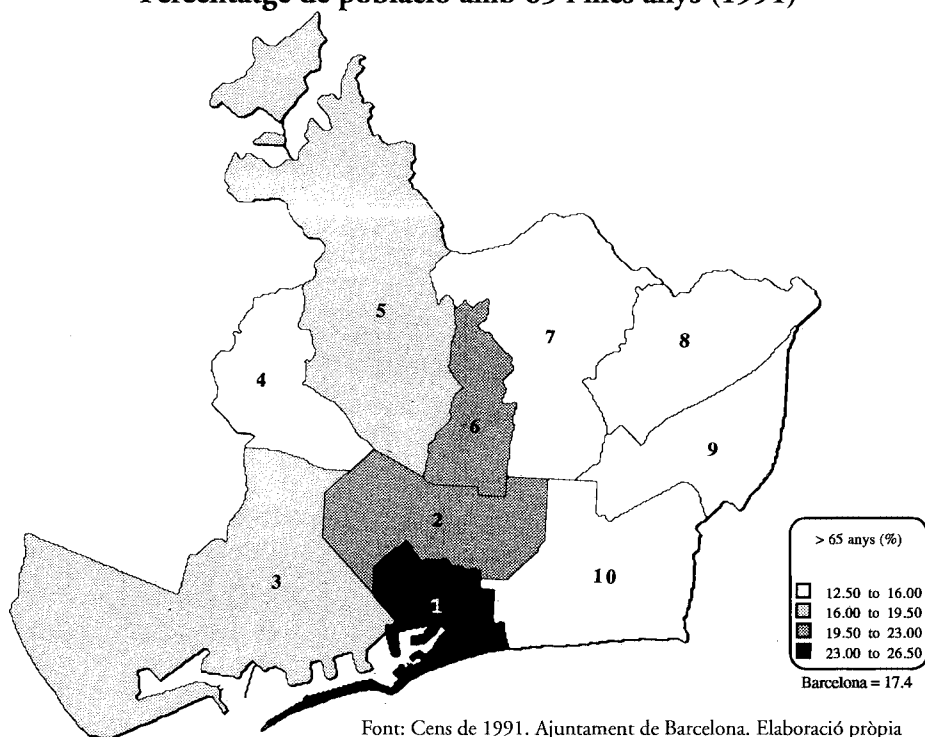 Percentatge de població amb 65 i més anys (1991)
5
7
8
4
6
9
2
3
10
1
> 65 anys (%)
12.50 to 16.00
16.00 to 19.50
19.50 to 23.00
23.00 to 26.50
Barcelona = 17.4
Font: Cens de 1991. Ajuntament de Barcelona. Elaboració pròpia